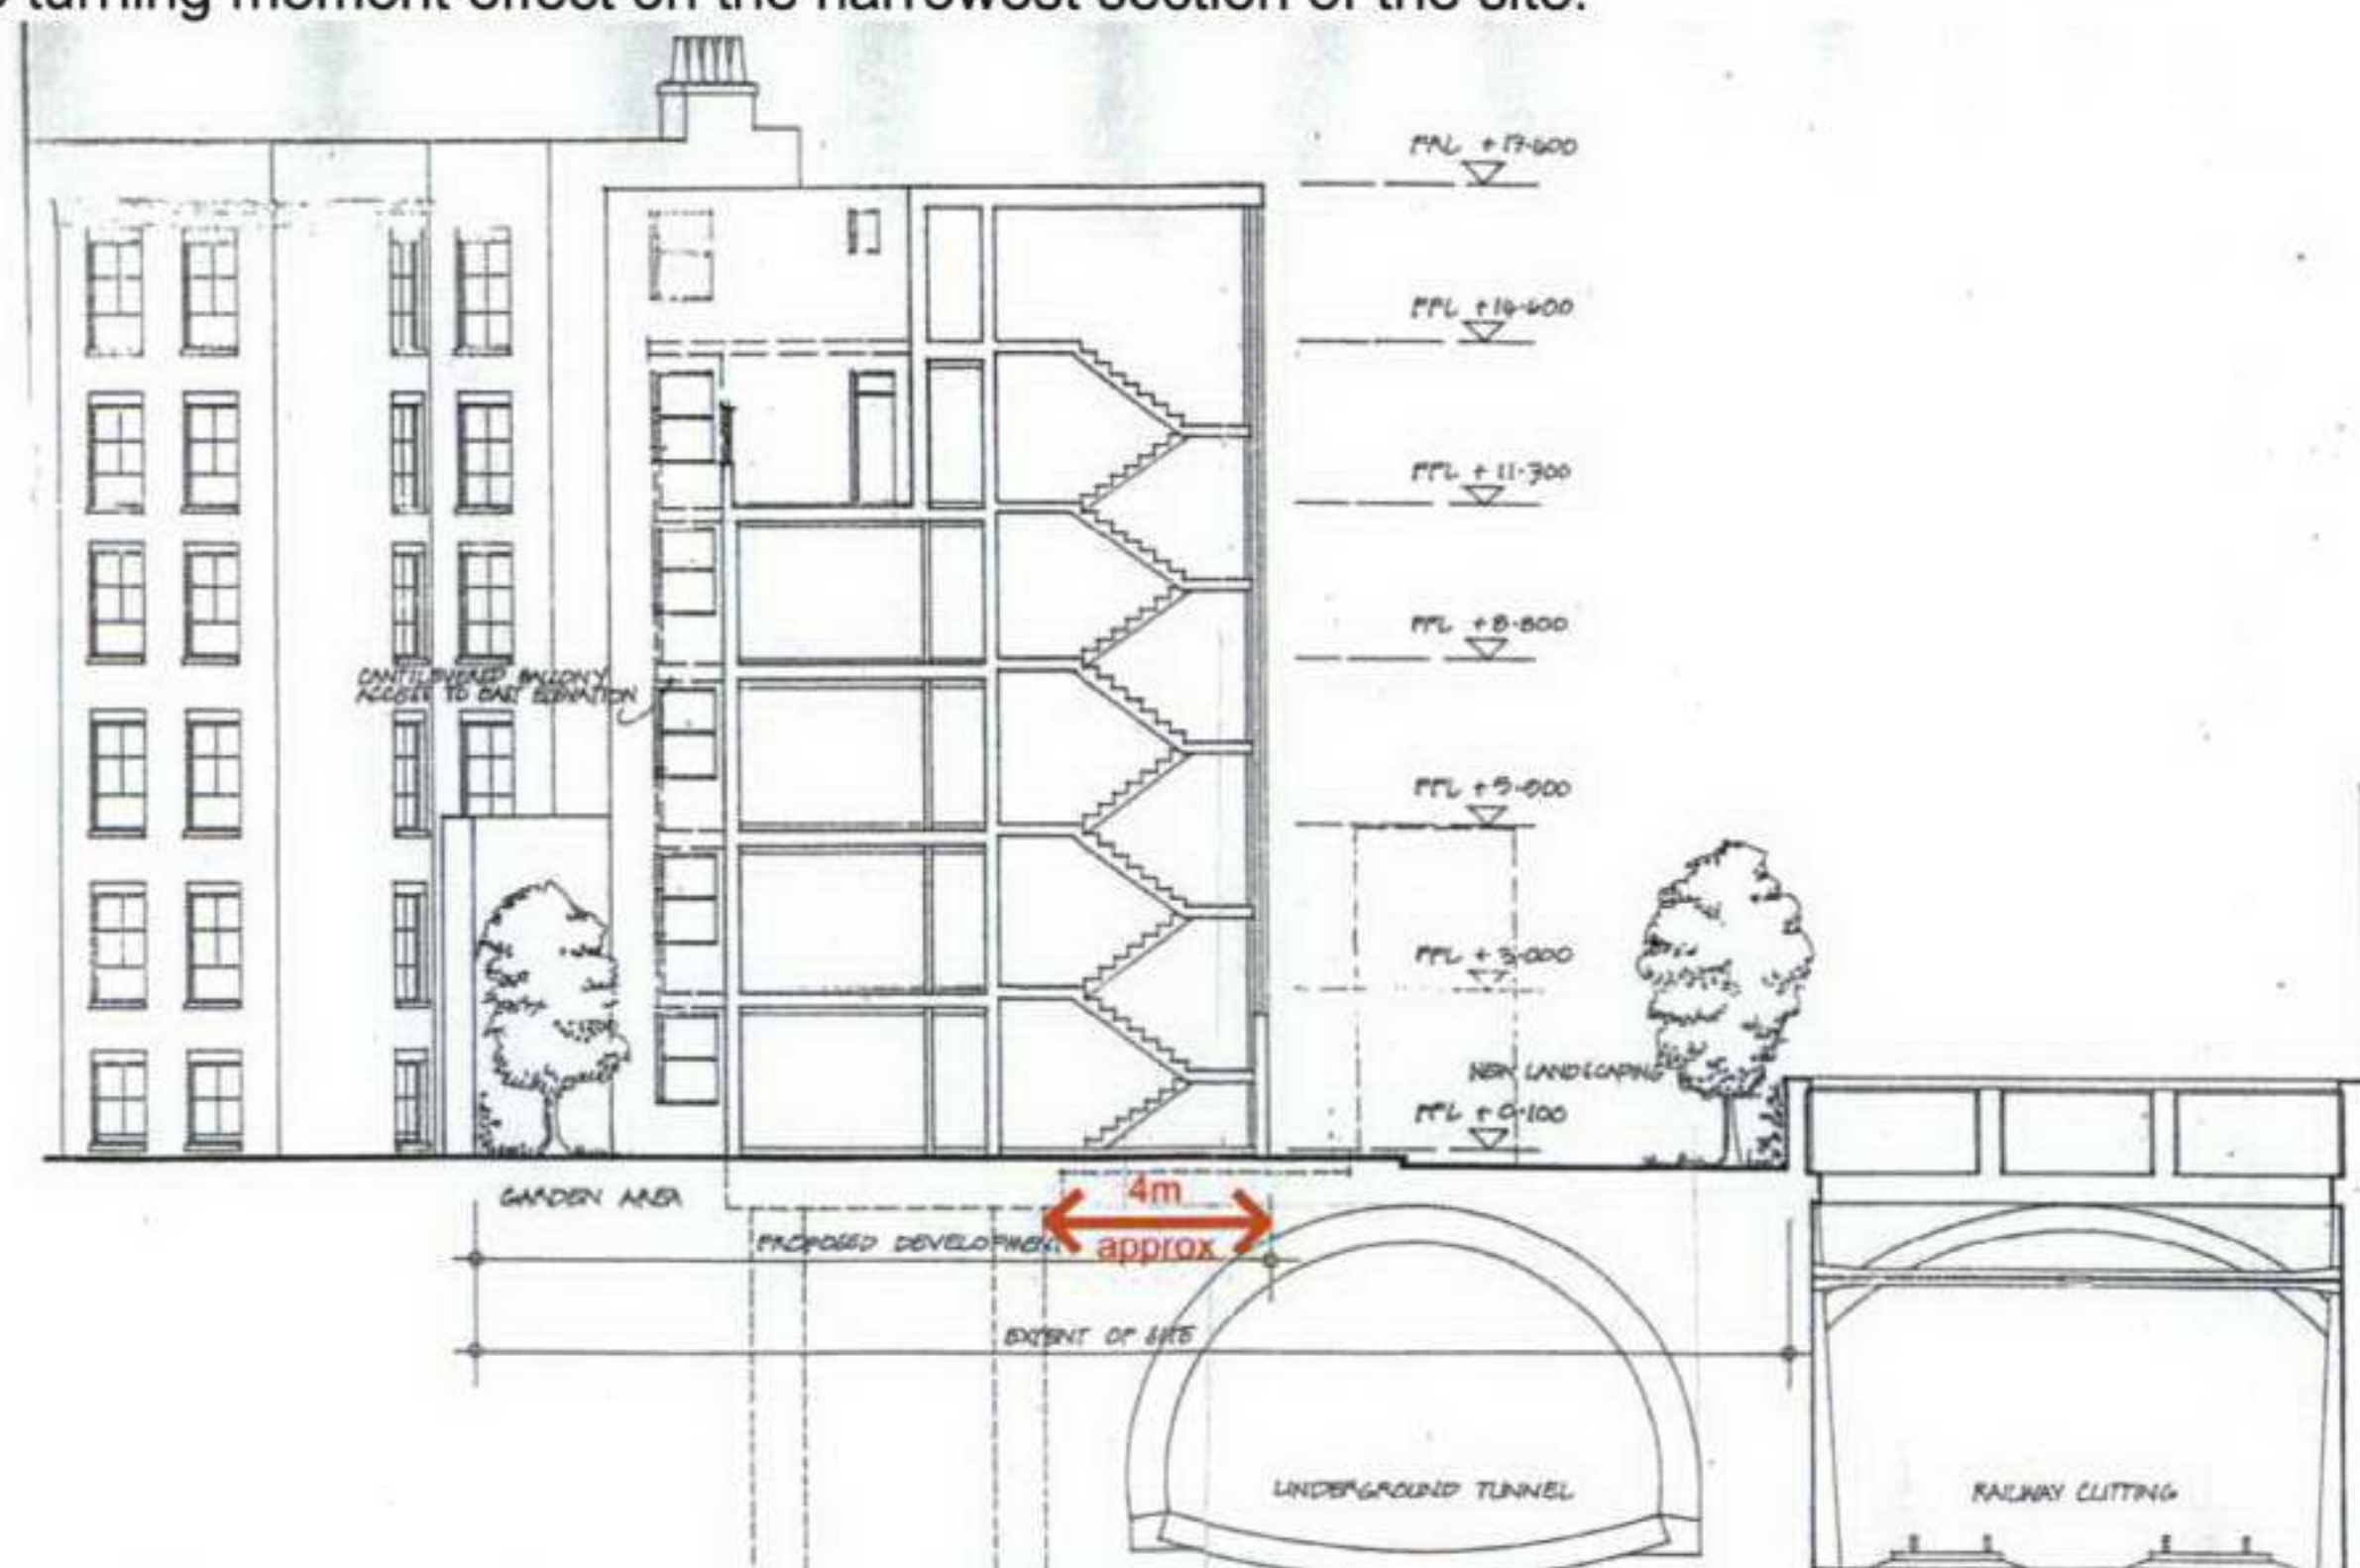 turning moment effect on the narrowest section of the site.
FRL +17·600
FFL +14·600
FFL +11·700
FFL +8·800
CANTILEVERED BALCONY
ACCESS TO EAST ELEVATION
FFL +5·900
FFL +3·000
NEW LANDSCAPING
FFL +0·100
GARDEN AREA
4m
approx
PROPOSED DEVELOPMENT
EXTENT OF SITE
UNDERGROUND TUNNEL
RAILWAY CUTTING